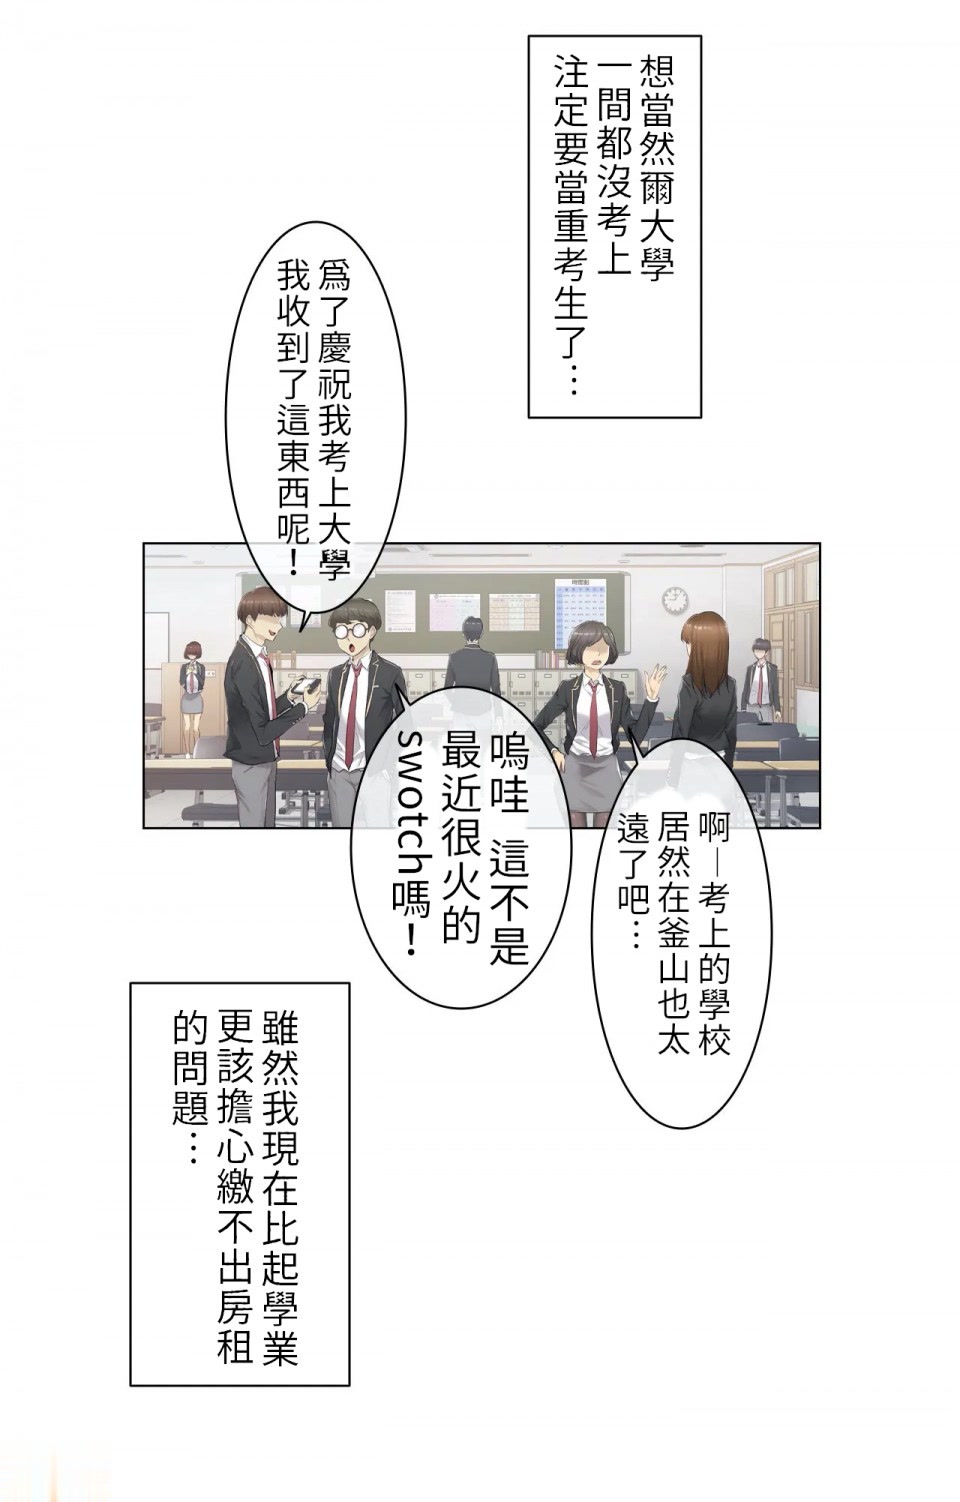 想當然爾大學
一間都沒考上
注定要當重考生了…
爲了慶祝我考上大學
我收到了這東西呢！
嗚哇 這不是
最近很火的
swotch嗎！
啊—考上的學校
居然在釜山也太
遠了吧…
雖然我現在比起學業
更該擔心繳不出房租
的問題…